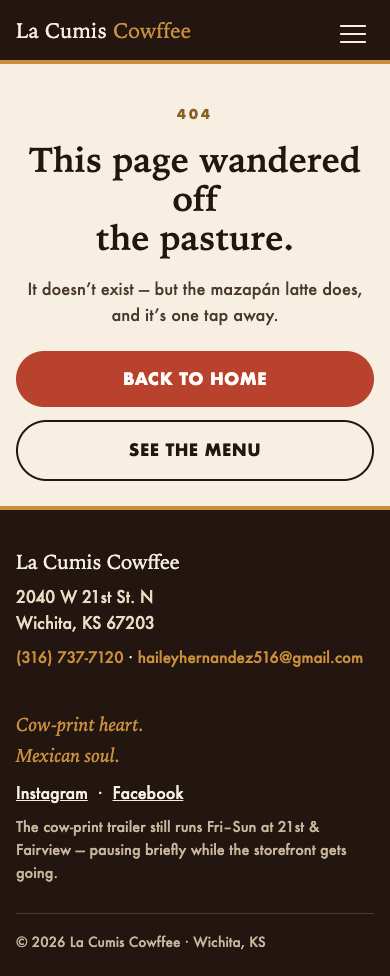 La Cumis Cowffee
404
This page wandered
off
the pasture.
It doesn’t exist — but the mazapán latte does,
and it’s one tap away.
BACK TO HOME
SEE THE MENU
La Cumis Cowffee
2040 W 21st St. N
Wichita, KS 67203
(316) 737-7120 · haileyhernandez516@gmail.com
Cow-print heart.
Mexican soul.
Instagram · Facebook
The cow-print trailer still runs Fri–Sun at 21st &
Fairview — pausing briefly while the storefront gets
going.
© 2026 La Cumis Cowffee · Wichita, KS